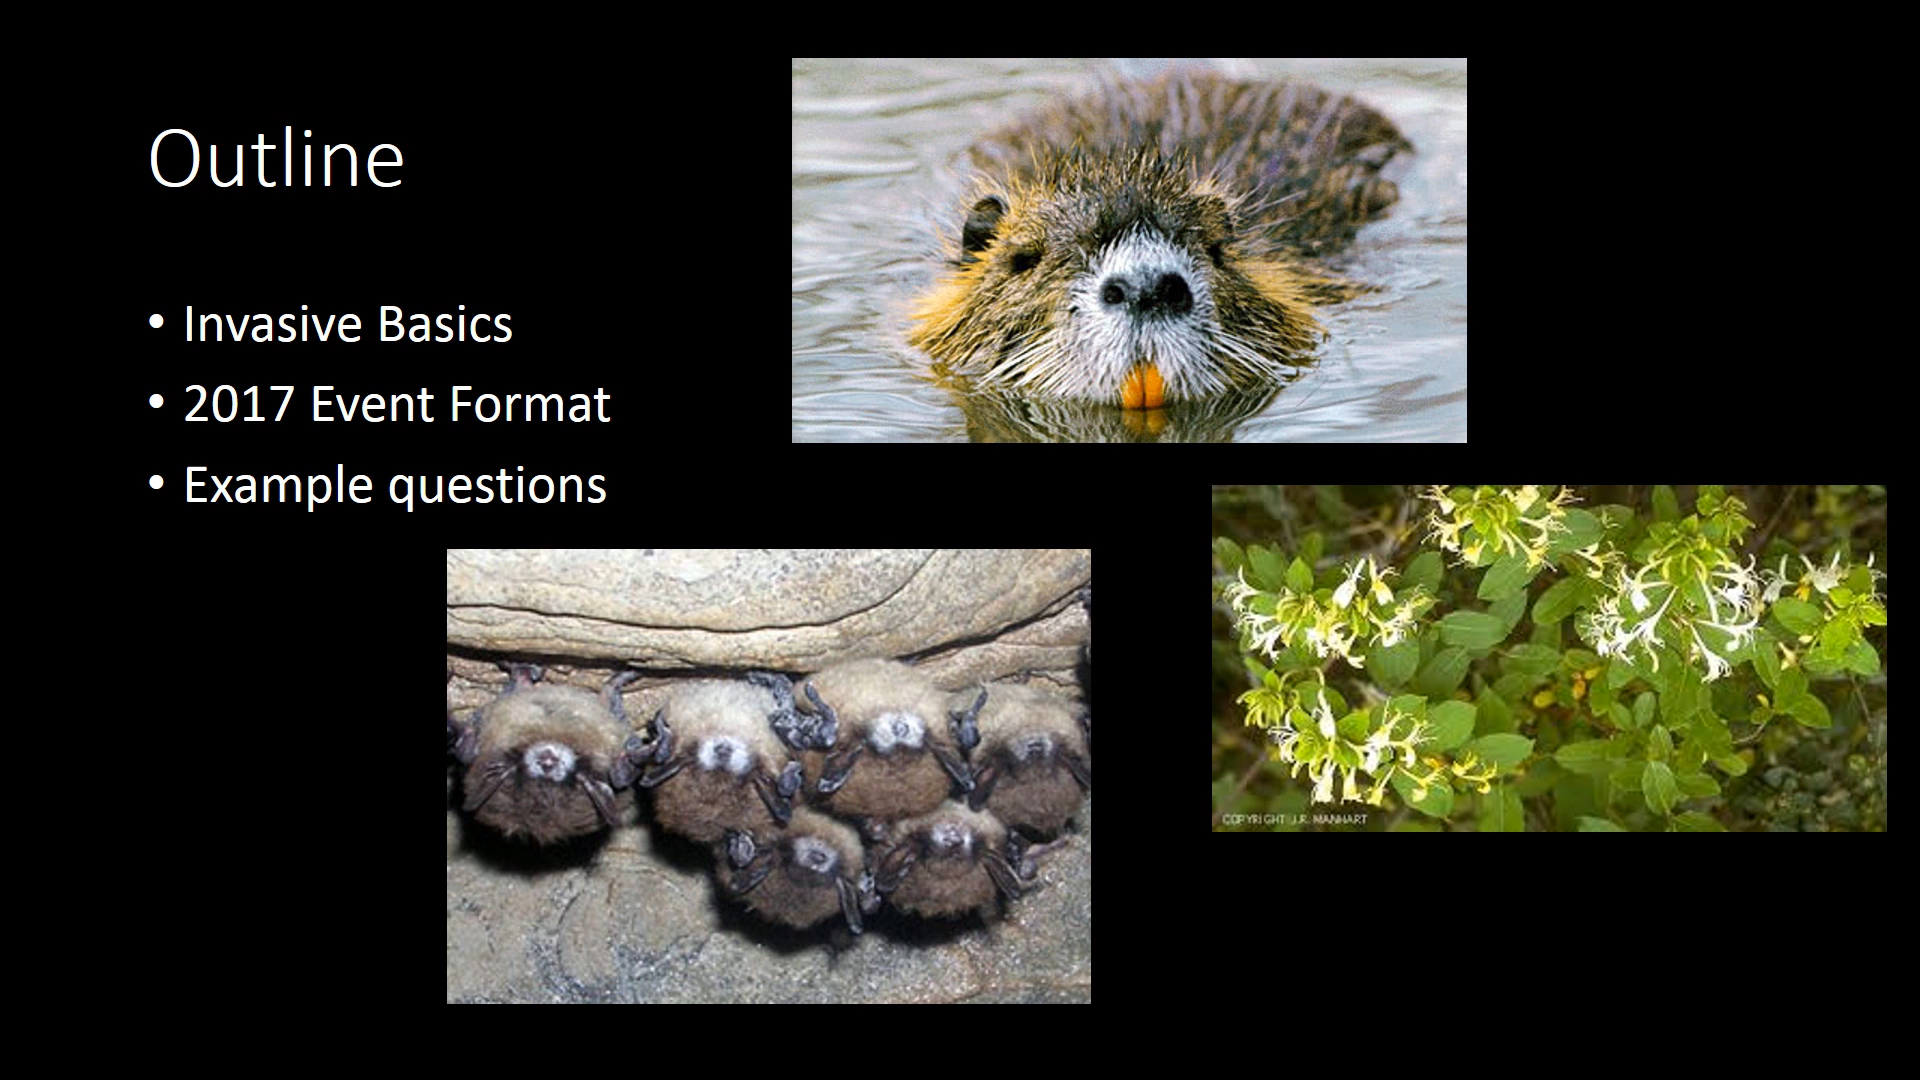 Outline
• Invasive Basics
• 2017 Event Format
• Example questions
COPYRIGHT J.R. MANHART